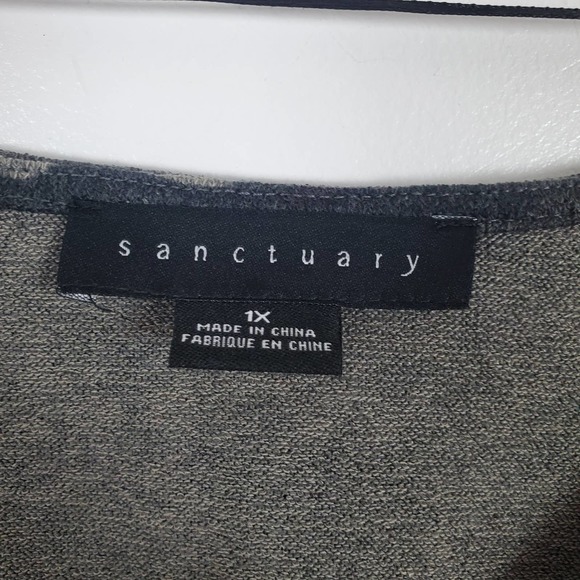 sanctuary
1X
MADE IN CHINA
FABRIQUE EN CHINE